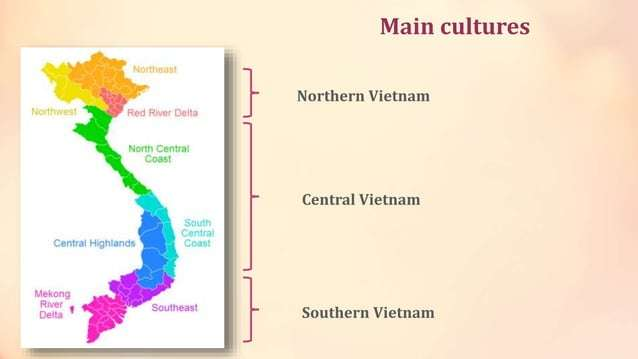 Main cultures
Northeast
Northwest
Red River Delta
North Central
Coast
South
Central
Coast
Central Highlands
Mekong
River
Delta
Southeast
Northern Vietnam
Central Vietnam
Southern Vietnam